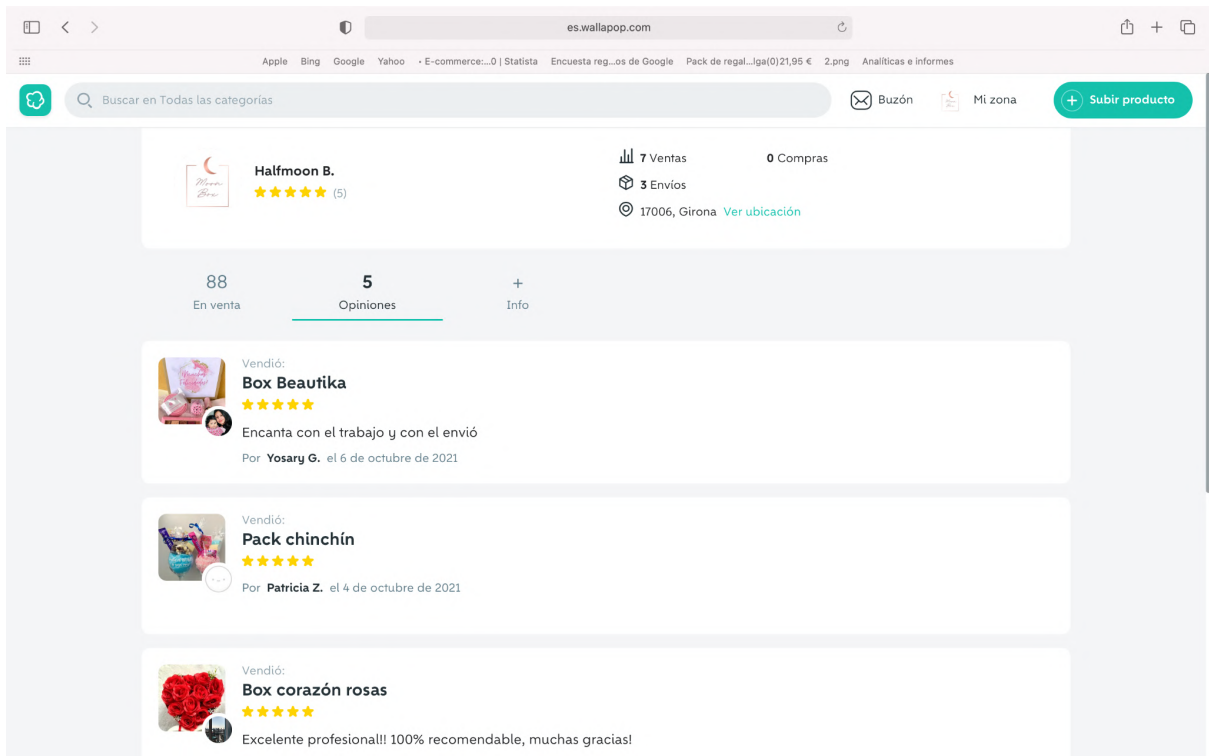 es.wallapop.com
Apple Bing Google Yahoo • E-commerce:...0 | Statista Encuesta reg...os de Google Pack de regal...lga(0)21,95 € 2.png Analíticas e informes
Buscar en Todas las categorías
Buzón
Mi zona
+ Subir producto
Moon
Box
Halfmoon B.
(5)
7 Ventas
0 Compras
3 Envíos
17006, Girona Ver ubicación
88
En venta
5
Opiniones
+
Info
Vendió:
Box Beautika
Encanta con el trabajo y con el envió
Por Yosary G. el 6 de octubre de 2021
Vendió:
Pack chinchín
Por Patricia Z. el 4 de octubre de 2021
Vendió:
Box corazón rosas
Excelente profesional!! 100% recomendable, muchas gracias!